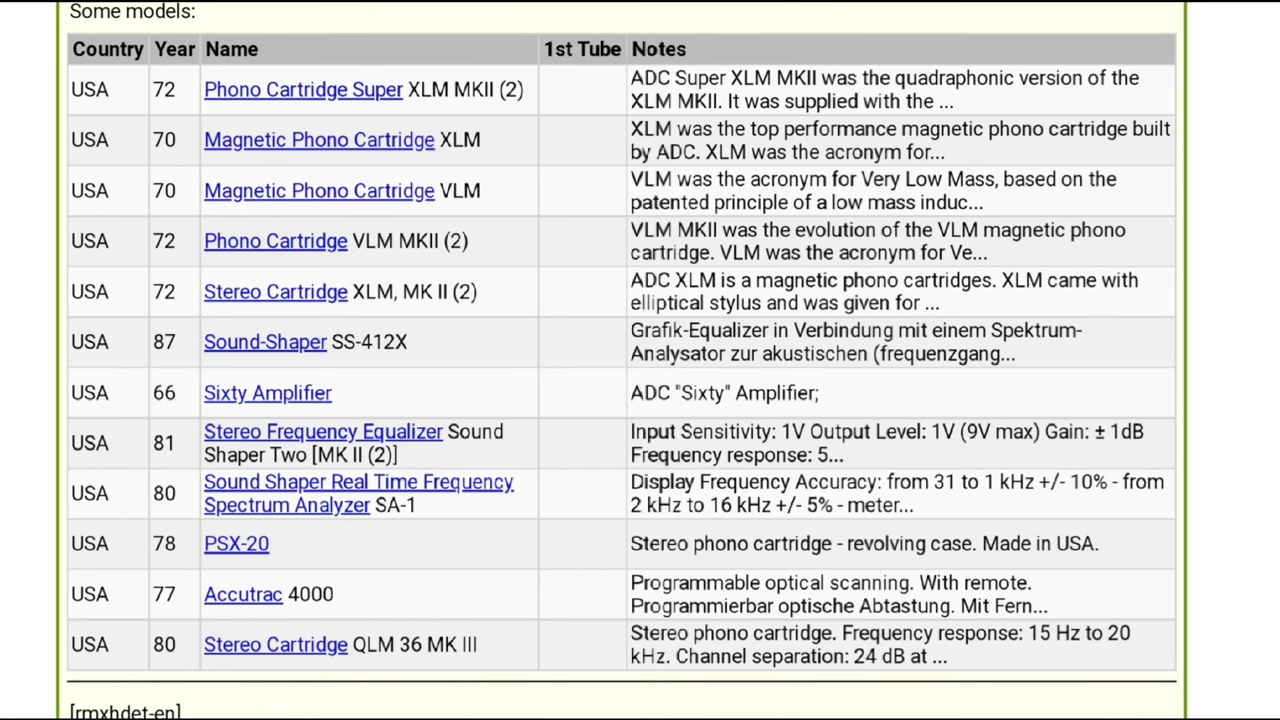 Some models:
Country Year Name 1st Tube Notes
USA 72 Phono Cartridge Super XLM MKII (2) ADC Super XLM MKII was the quadraphonic version of the
XLM MKII. It was supplied with the ...
USA 70 Magnetic Phono Cartridge XLM XLM was the top performance magnetic phono cartridge built
by ADC. XLM was the acronym for...
USA 70 Magnetic Phono Cartridge VLM VLM was the acronym for Very Low Mass, based on the
patented principle of a low mass induc...
USA 72 Phono Cartridge VLM MKII (2) VLM MKII was the evolution of the VLM magnetic phono
cartridge. VLM was the acronym for Ve...
USA 72 Stereo Cartridge XLM, MK II (2) ADC XLM is a magnetic phono cartridges. XLM came with
elliptical stylus and was given for ...
USA 87 Sound-Shaper SS-412X Grafik-Equalizer in Verbindung mit einem Spektrum-
Analysator zur akustischen (frequenzgang...
USA 66 Sixty Amplifier ADC "Sixty" Amplifier;
USA 81 Stereo Frequency Equalizer Sound
Shaper Two [MK II (2)] Input Sensitivity: 1V Output Level: 1V (9V max) Gain: ± 1dB
Frequency response: 5...
USA 80 Sound Shaper Real Time Frequency
Spectrum Analyzer SA-1 Display Frequency Accuracy: from 31 to 1 kHz +/- 10% - from
2 kHz to 16 kHz +/- 5% - meter...
USA 78 PSX-20 Stereo phono cartridge - revolving case. Made in USA.
USA 77 Accutrac 4000 Programmable optical scanning. With remote.
Programmierbar optische Abtastung. Mit Fern...
USA 80 Stereo Cartridge QLM 36 MK III Stereo phono cartridge. Frequency response: 15 Hz to 20
kHz. Channel separation: 24 dB at ...
[rmxhdet-en]